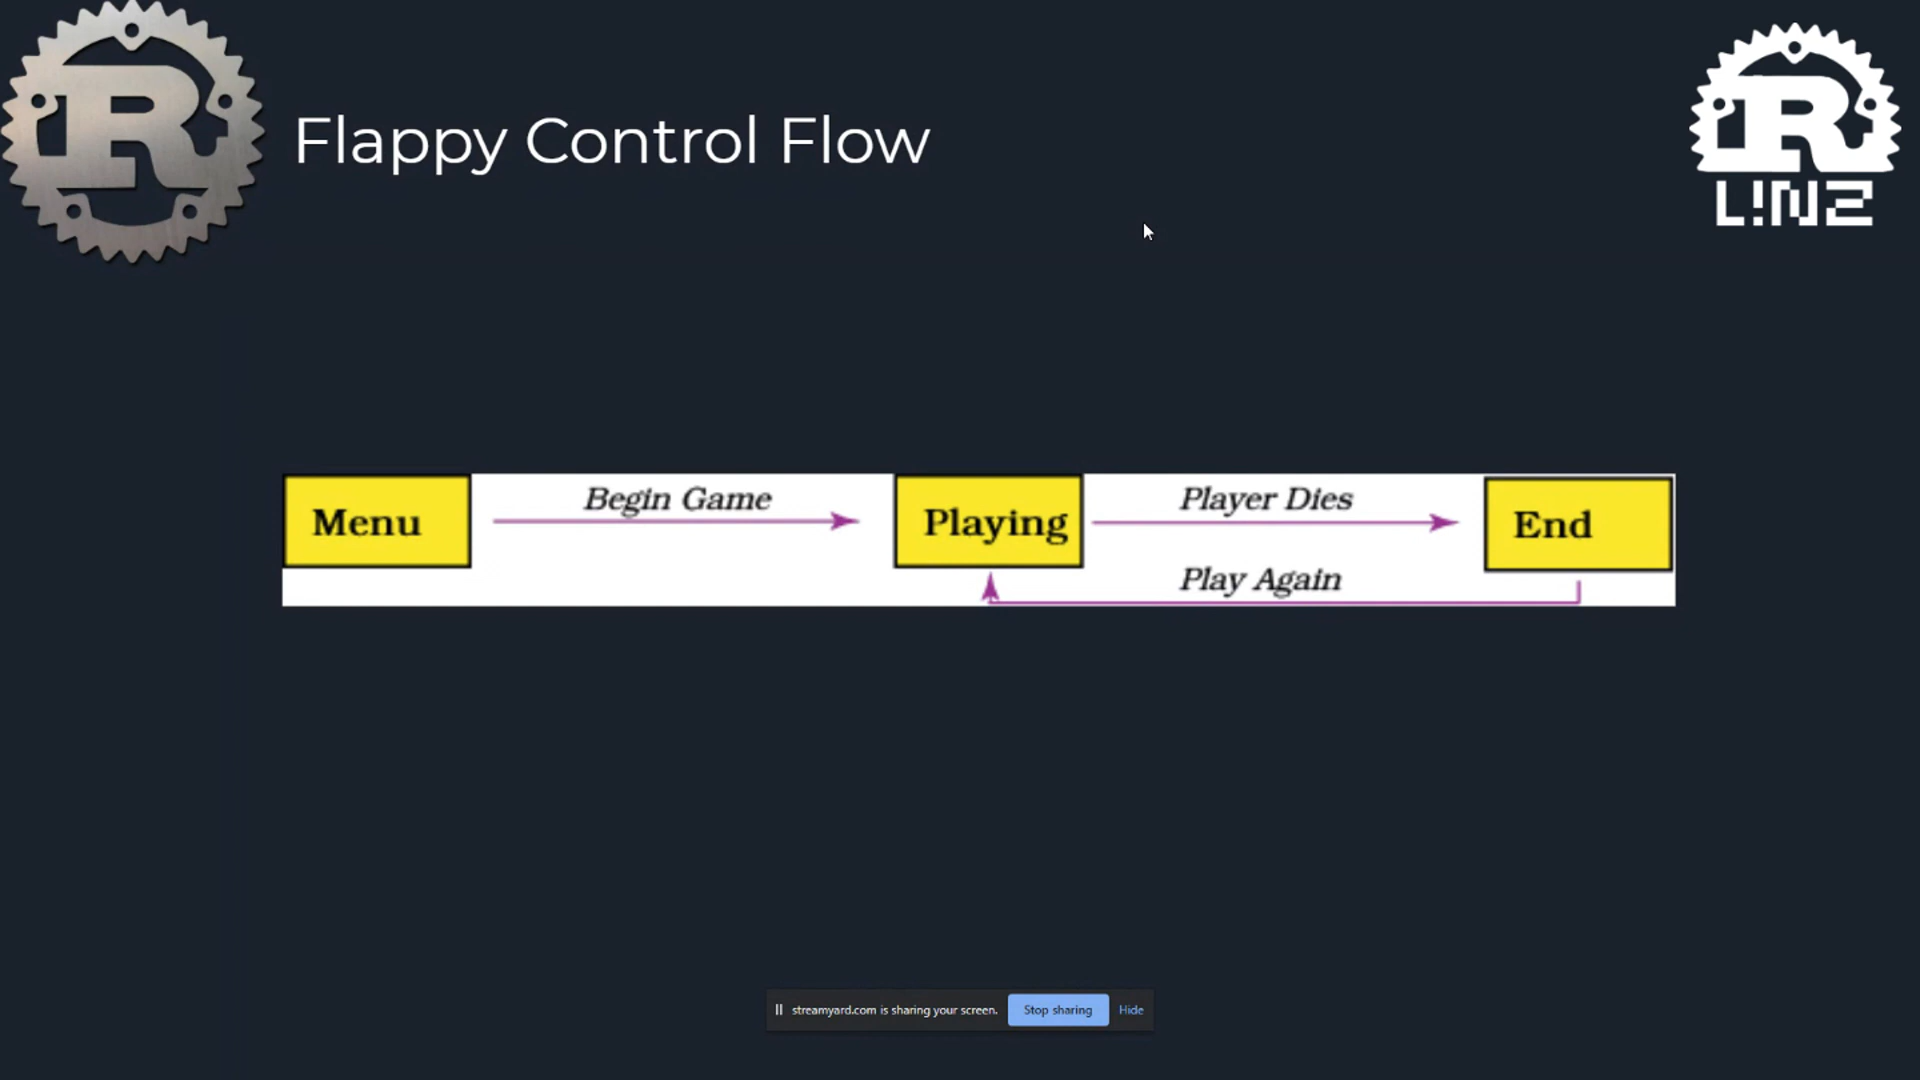 R
Flappy Control Flow
R
L!NZ
Menu
Begin Game
Playing
Player Dies
End
Play Again
streamyard.com is sharing your screen.
Stop sharing
Hide